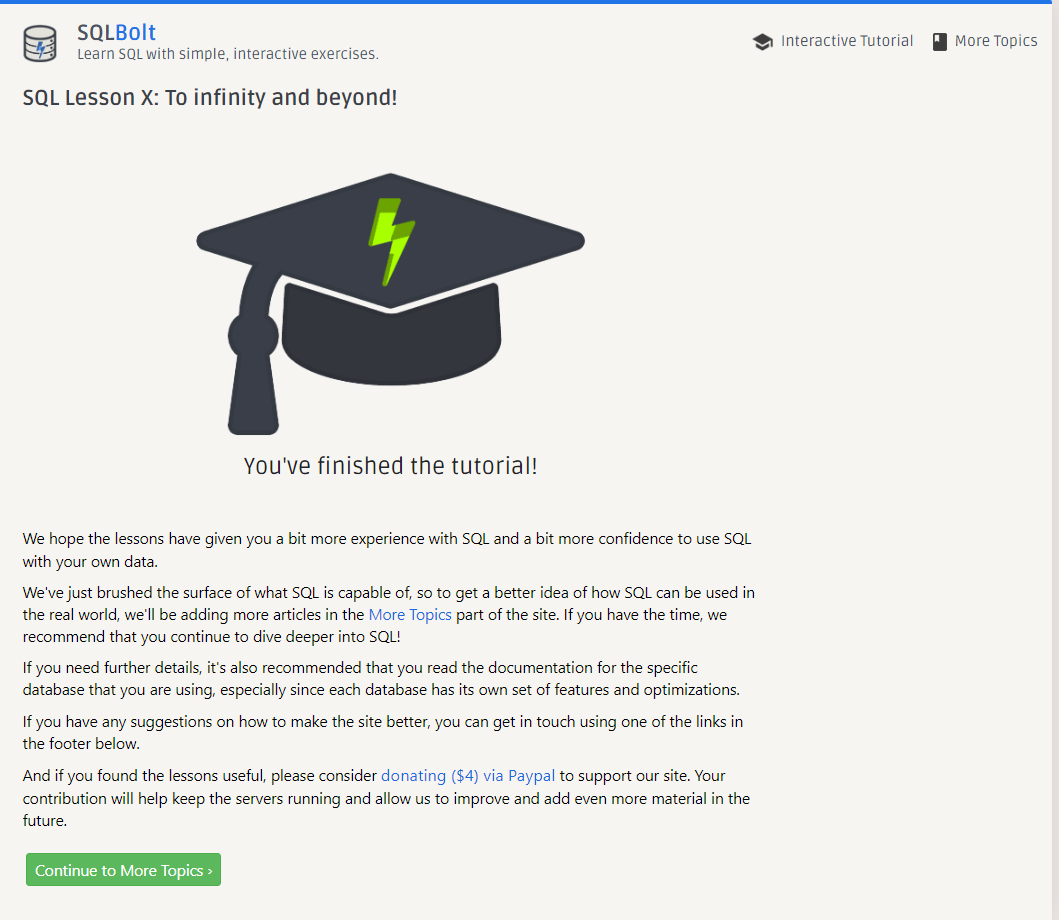 SQLBolt
Learn SQL with simple, interactive exercises.
Interactive Tutorial
More Topics
SQL Lesson X: To infinity and beyond!
You've finished the tutorial!
We hope the lessons have given you a bit more experience with SQL and a bit more confidence to use SQL
with your own data.
We've just brushed the surface of what SQL is capable of, so to get a better idea of how SQL can be used in
the real world, we'll be adding more articles in the More Topics part of the site. If you have the time, we
recommend that you continue to dive deeper into SQL!
If you need further details, it's also recommended that you read the documentation for the specific
database that you are using, especially since each database has its own set of features and optimizations.
If you have any suggestions on how to make the site better, you can get in touch using one of the links in
the footer below.
And if you found the lessons useful, please consider donating ($4) via Paypal to support our site. Your
contribution will help keep the servers running and allow us to improve and add even more material in the
future.
Continue to More Topics ›